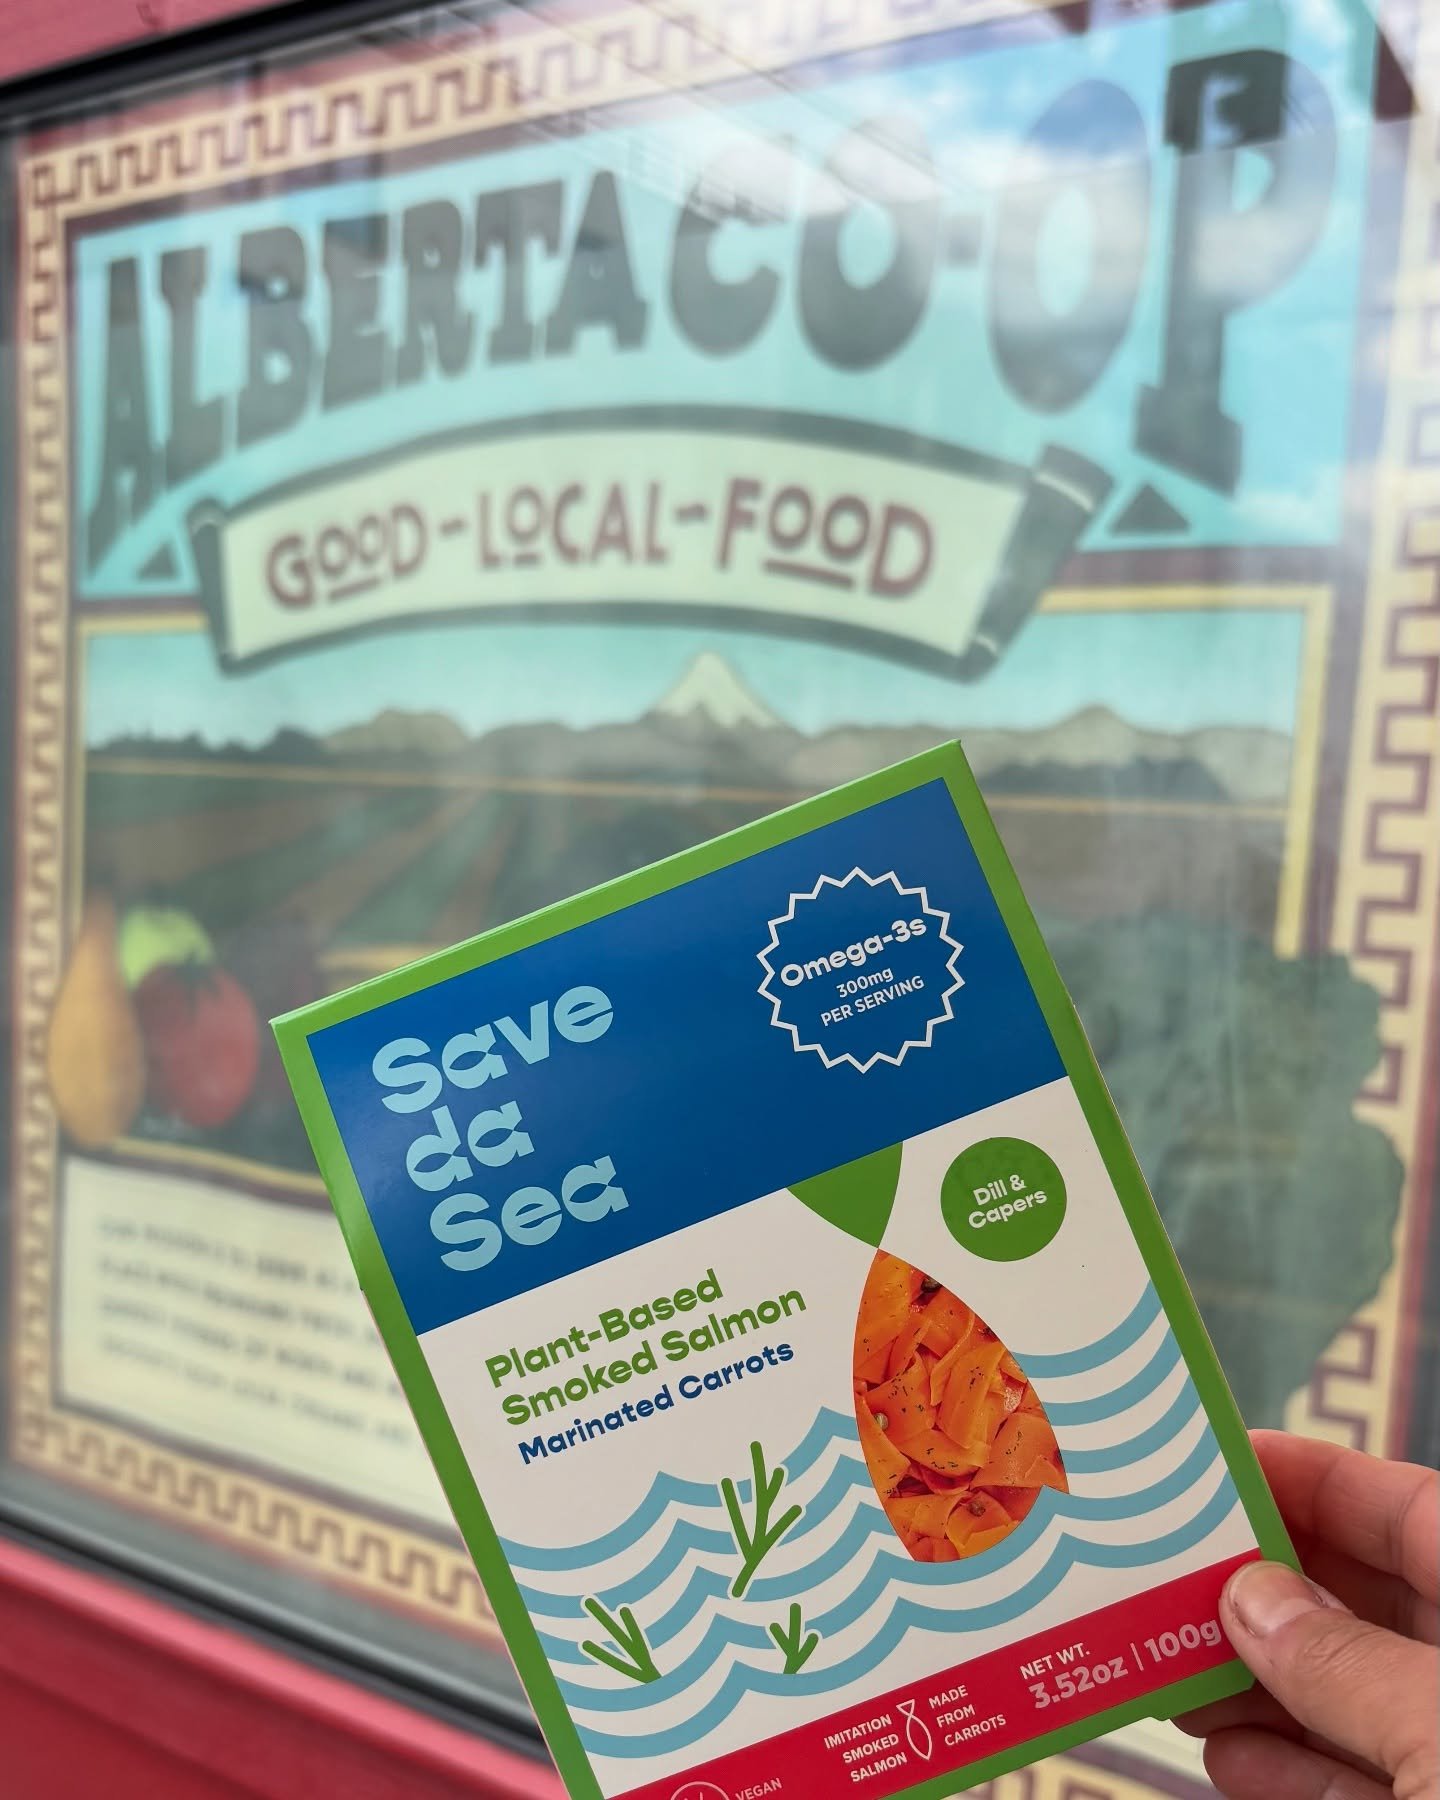 ALBERTA CO-OP
GOOD-LOCAL-FOOD
Save
da
Sea
Omega-3s
300mg
PER SERVING
Dill &
Capers
Plant-Based
Smoked Salmon
Marinated Carrots
IMITATION
SMOKED
SALMON
MADE
FROM
CARROTS
NET WT.
3.52oz | 100g
VEGAN